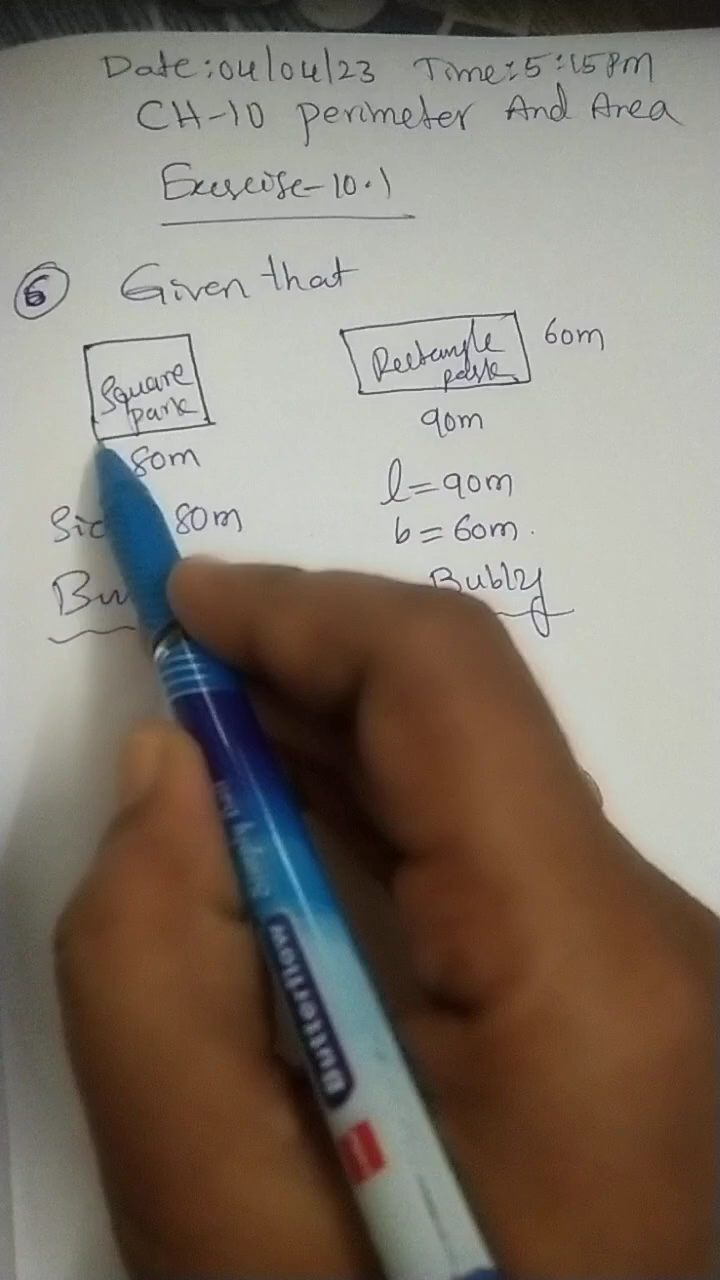 Date:04/04/23 Time:5:15PM
CH-10 perimeter And Area
Exercise-10.1
6 Given that
Square
park
80m
Rectangle
park
60m
90m
80m
l=90m
b=60m.
Bubly
Butterflow